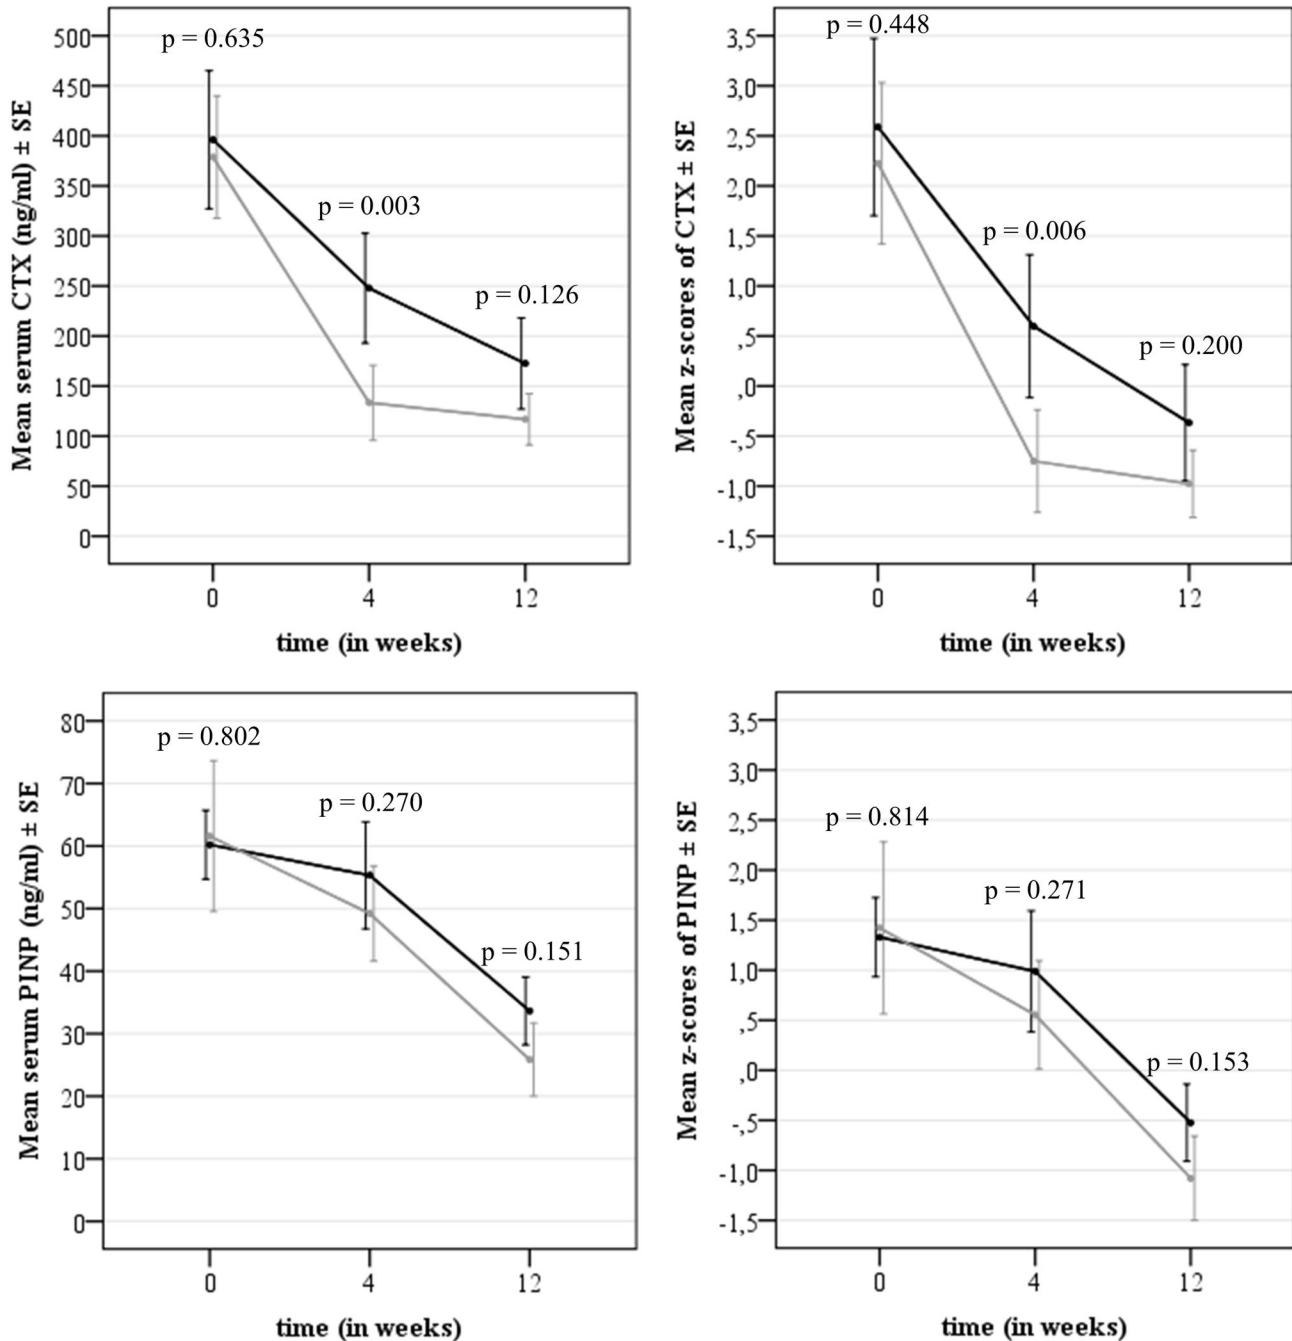 Mean serum CTX (ng/ml) ± SE
500
450
400
350
300
250
200
150
100
50
0
p = 0.635
p = 0.003
p = 0.126
0 4 12
time (in weeks)
Mean z-scores of CTX ± SE
3,5
3,0
2,5
2,0
1,5
1,0
,5
,0
-,5
-1,0
-1,5
p = 0.448
p = 0.006
p = 0.200
0 4 12
time (in weeks)
Mean serum PINP (ng/ml) ± SE
80
70
60
50
40
30
20
10
0
p = 0.802
p = 0.270
p = 0.151
0 4 12
time (in weeks)
Mean z-scores of PINP ± SE
3,5
3,0
2,5
2,0
1,5
1,0
,5
,0
-,5
-1,0
-1,5
p = 0.814
p = 0.271
p = 0.153
0 4 12
time (in weeks)